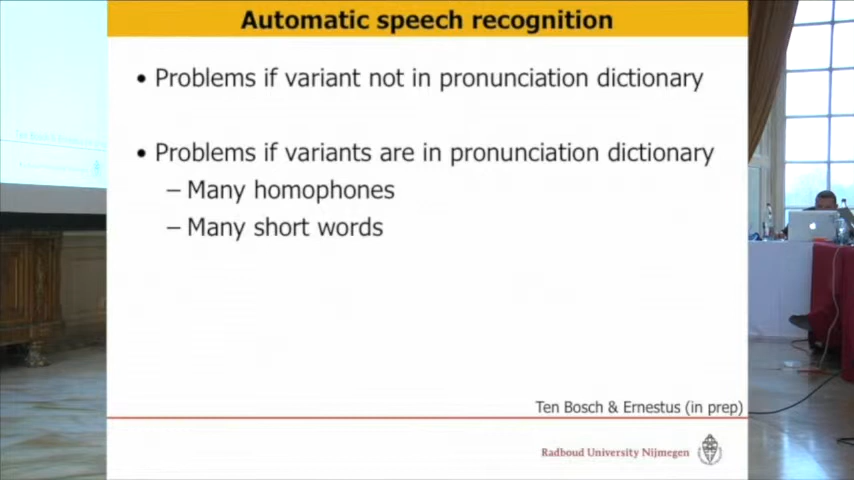 Automatic speech recognition
• Problems if variant not in pronunciation dictionary
• Problems if variants are in pronunciation dictionary
– Many homophones
– Many short words
Ten Bosch & Ernestus (in prep)
Radboud University Nijmegen